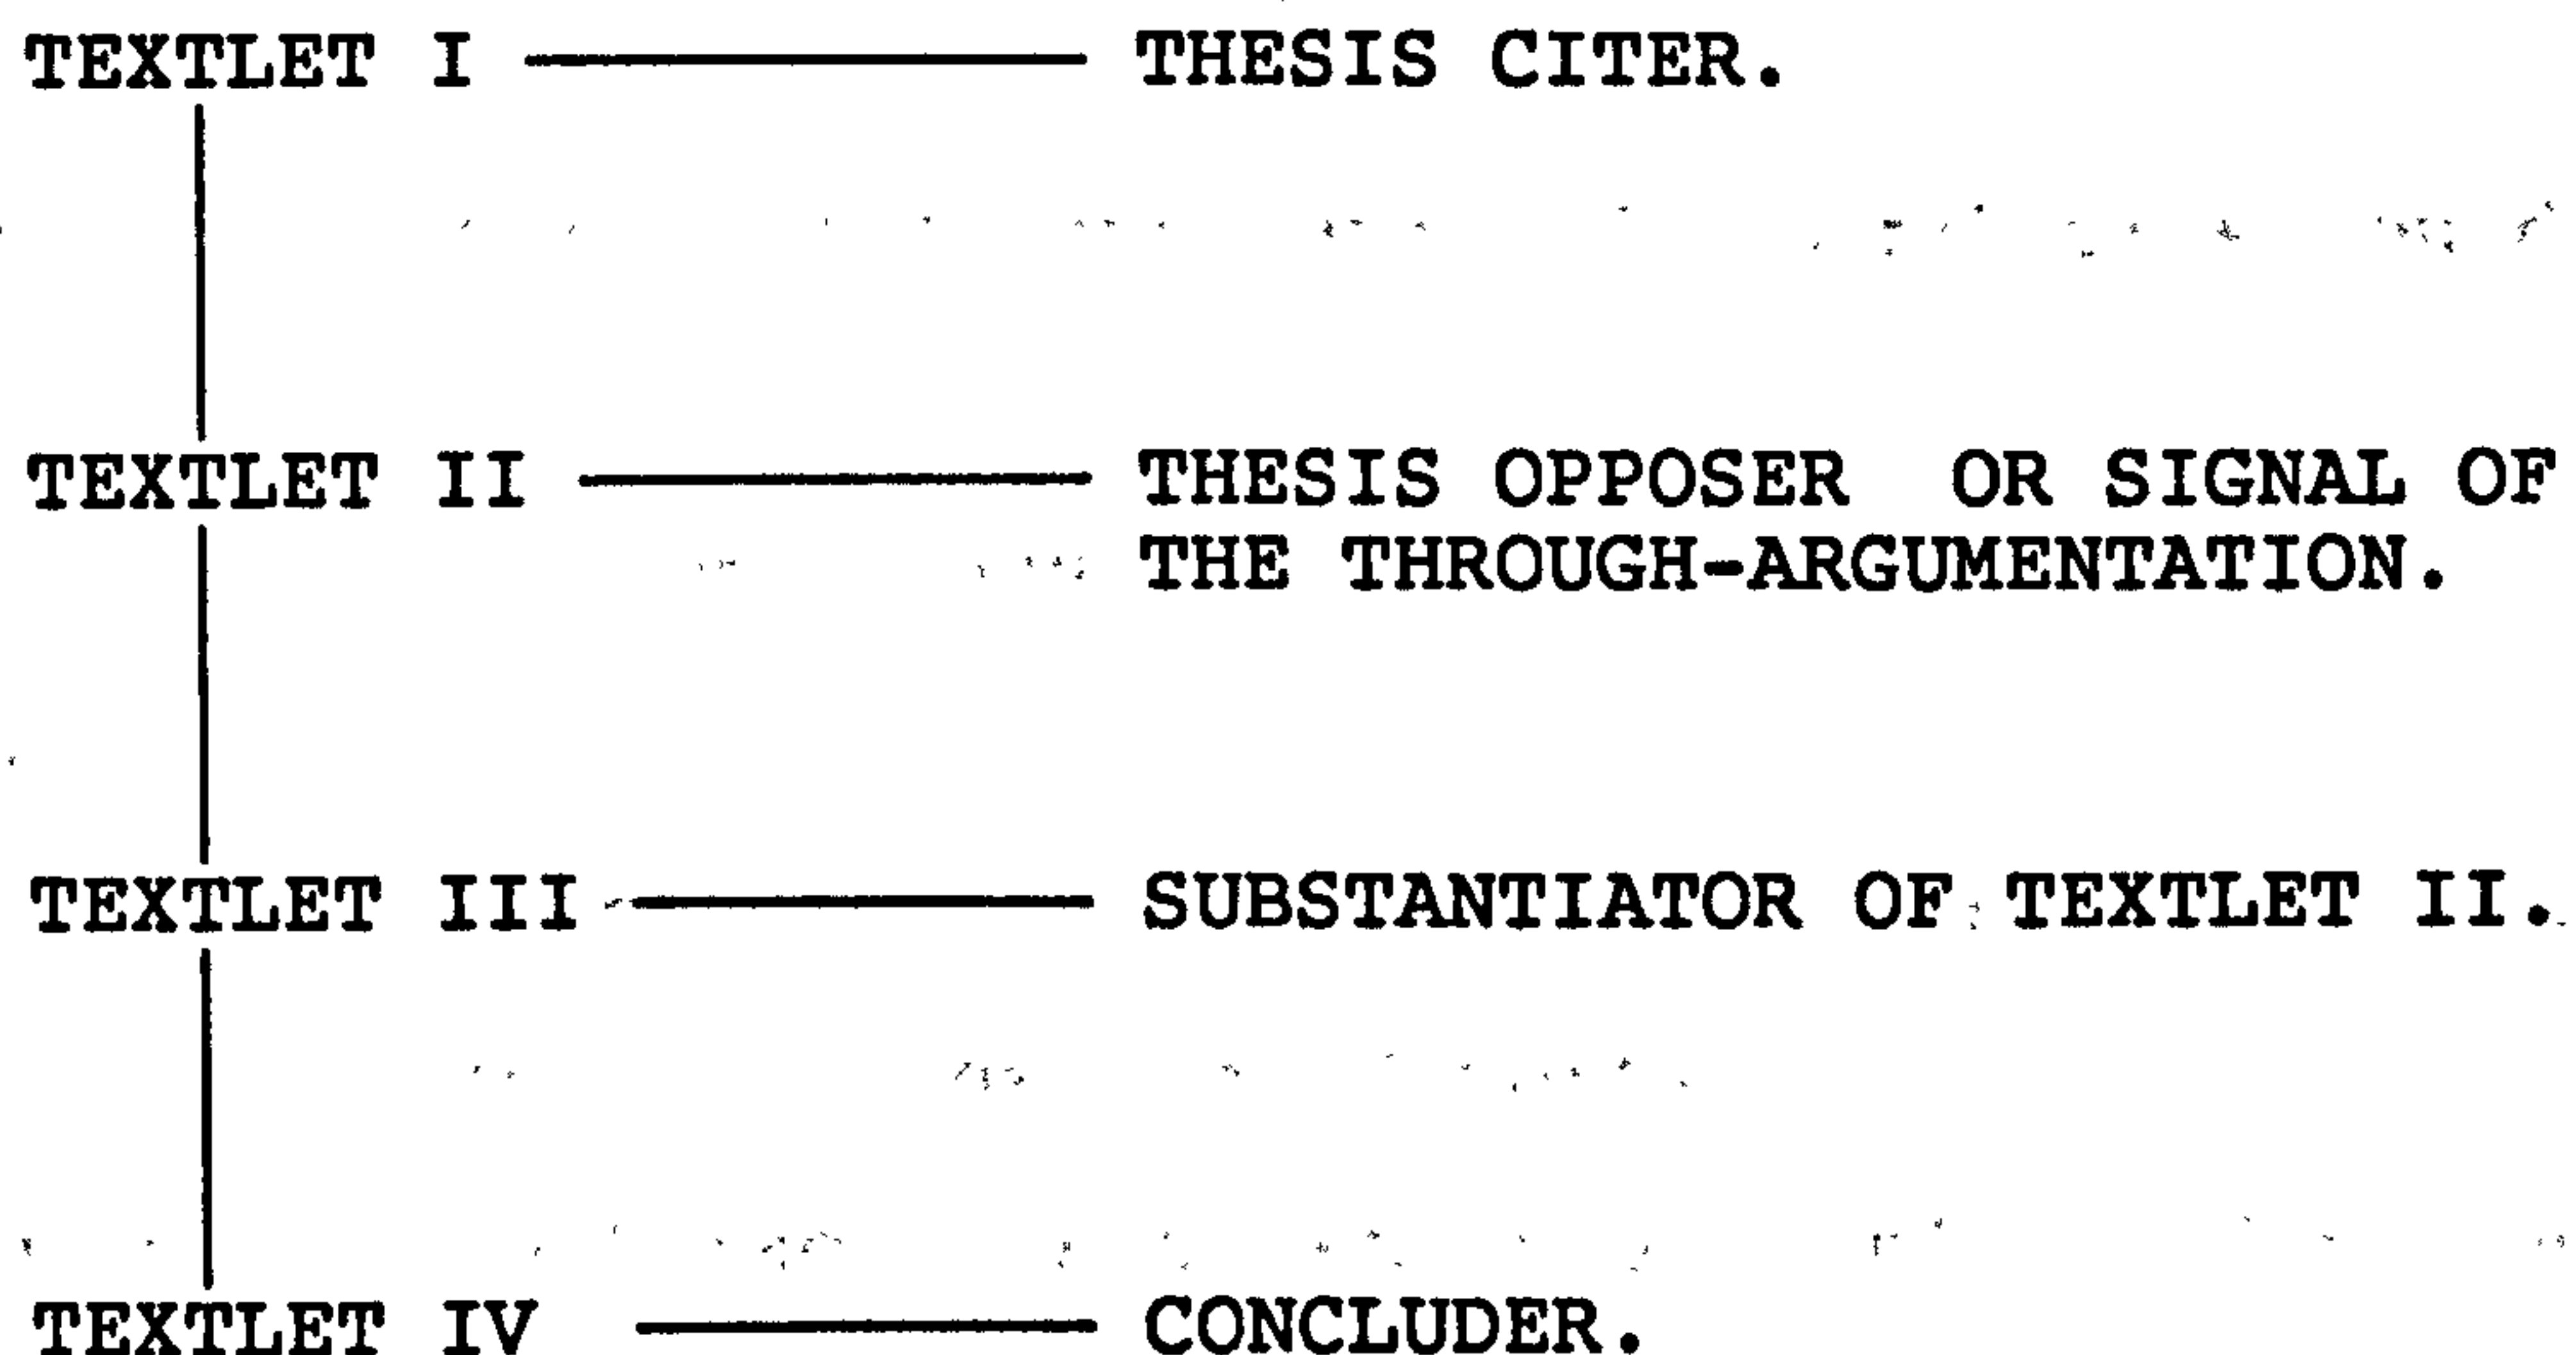 TEXTLET I THESIS CITER.
TEXTLET II THESIS OPPOSER OR SIGNAL OF
THE THROUGH-ARGUMENTATION.
TEXTLET III SUBSTANTIATOR OF TEXTLET II.
TEXTLET IV CONCLUDER.